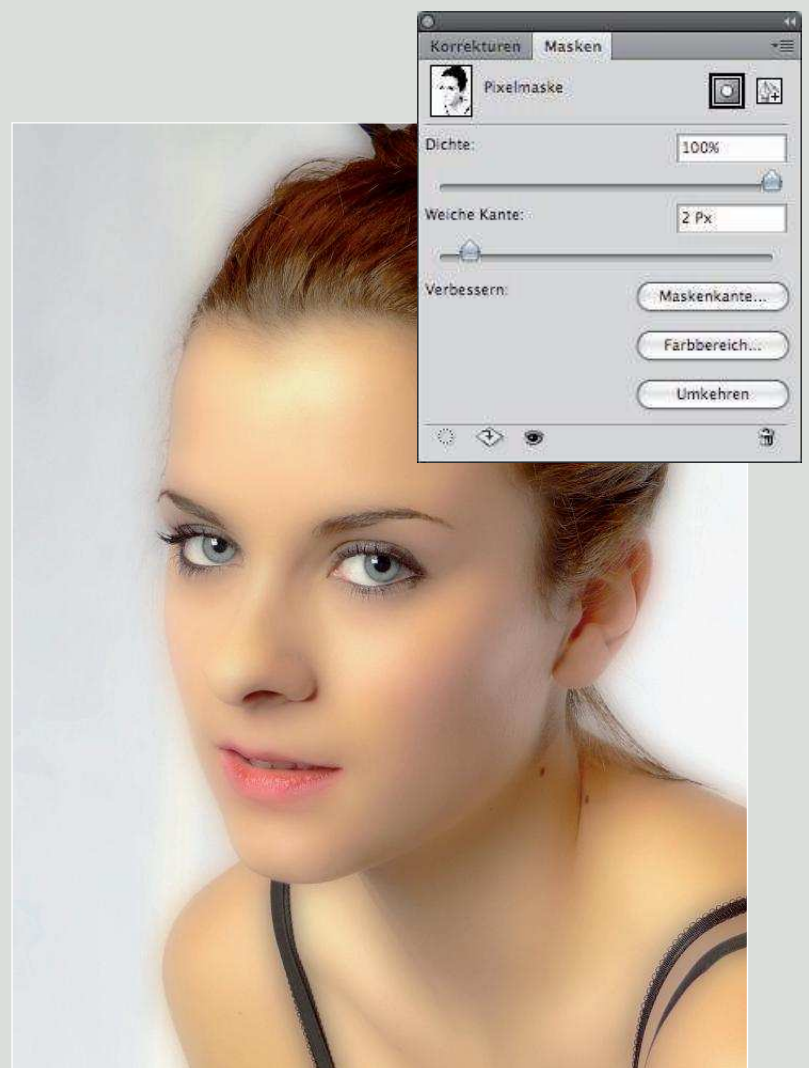 Korrekturen Masken
Pixelmaske
Dichte: 100%
Weiche Kante: 2 Px
Verbessern: Maskenkante...
Farbbereich...
Umkehren